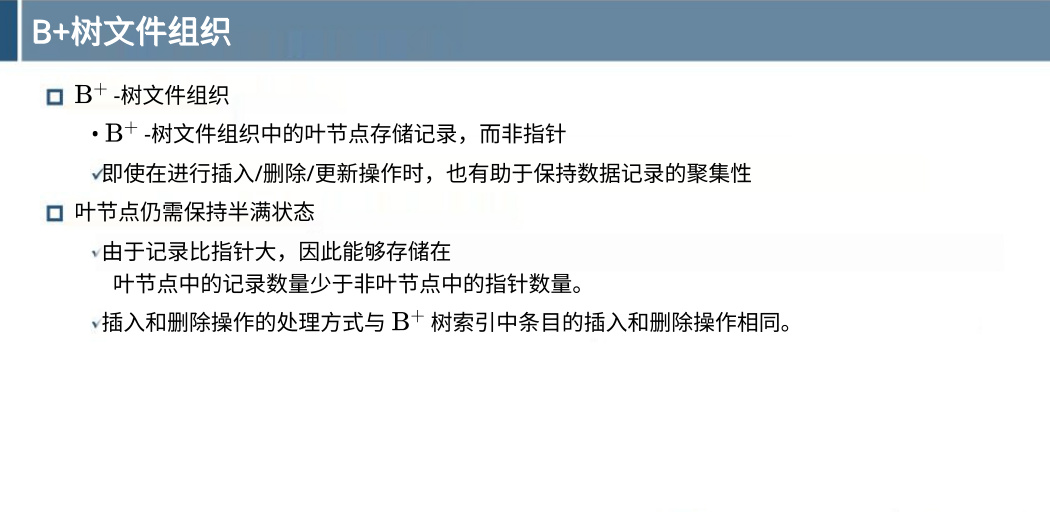 B+树文件组织
B⁺ -树文件组织
• B⁺ -树文件组织中的叶节点存储记录，而非指针
✓即使在进行插入/删除/更新操作时，也有助于保持数据记录的聚集性
叶节点仍需保持半满状态
✓由于记录比指针大，因此能够存储在
叶节点中的记录数量少于非叶节点中的指针数量。
✓插入和删除操作的处理方式与 B⁺ 树索引中条目的插入和删除操作相同。